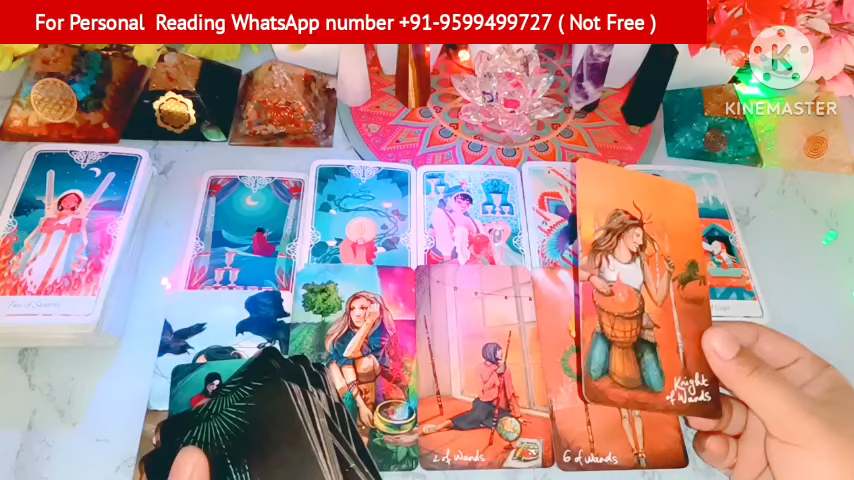 For Personal Reading WhatsApp number +91-9599499727 ( Not Free )
K
KINEMASTER
2 of Wands
6 of Wands
Knight
of Wands